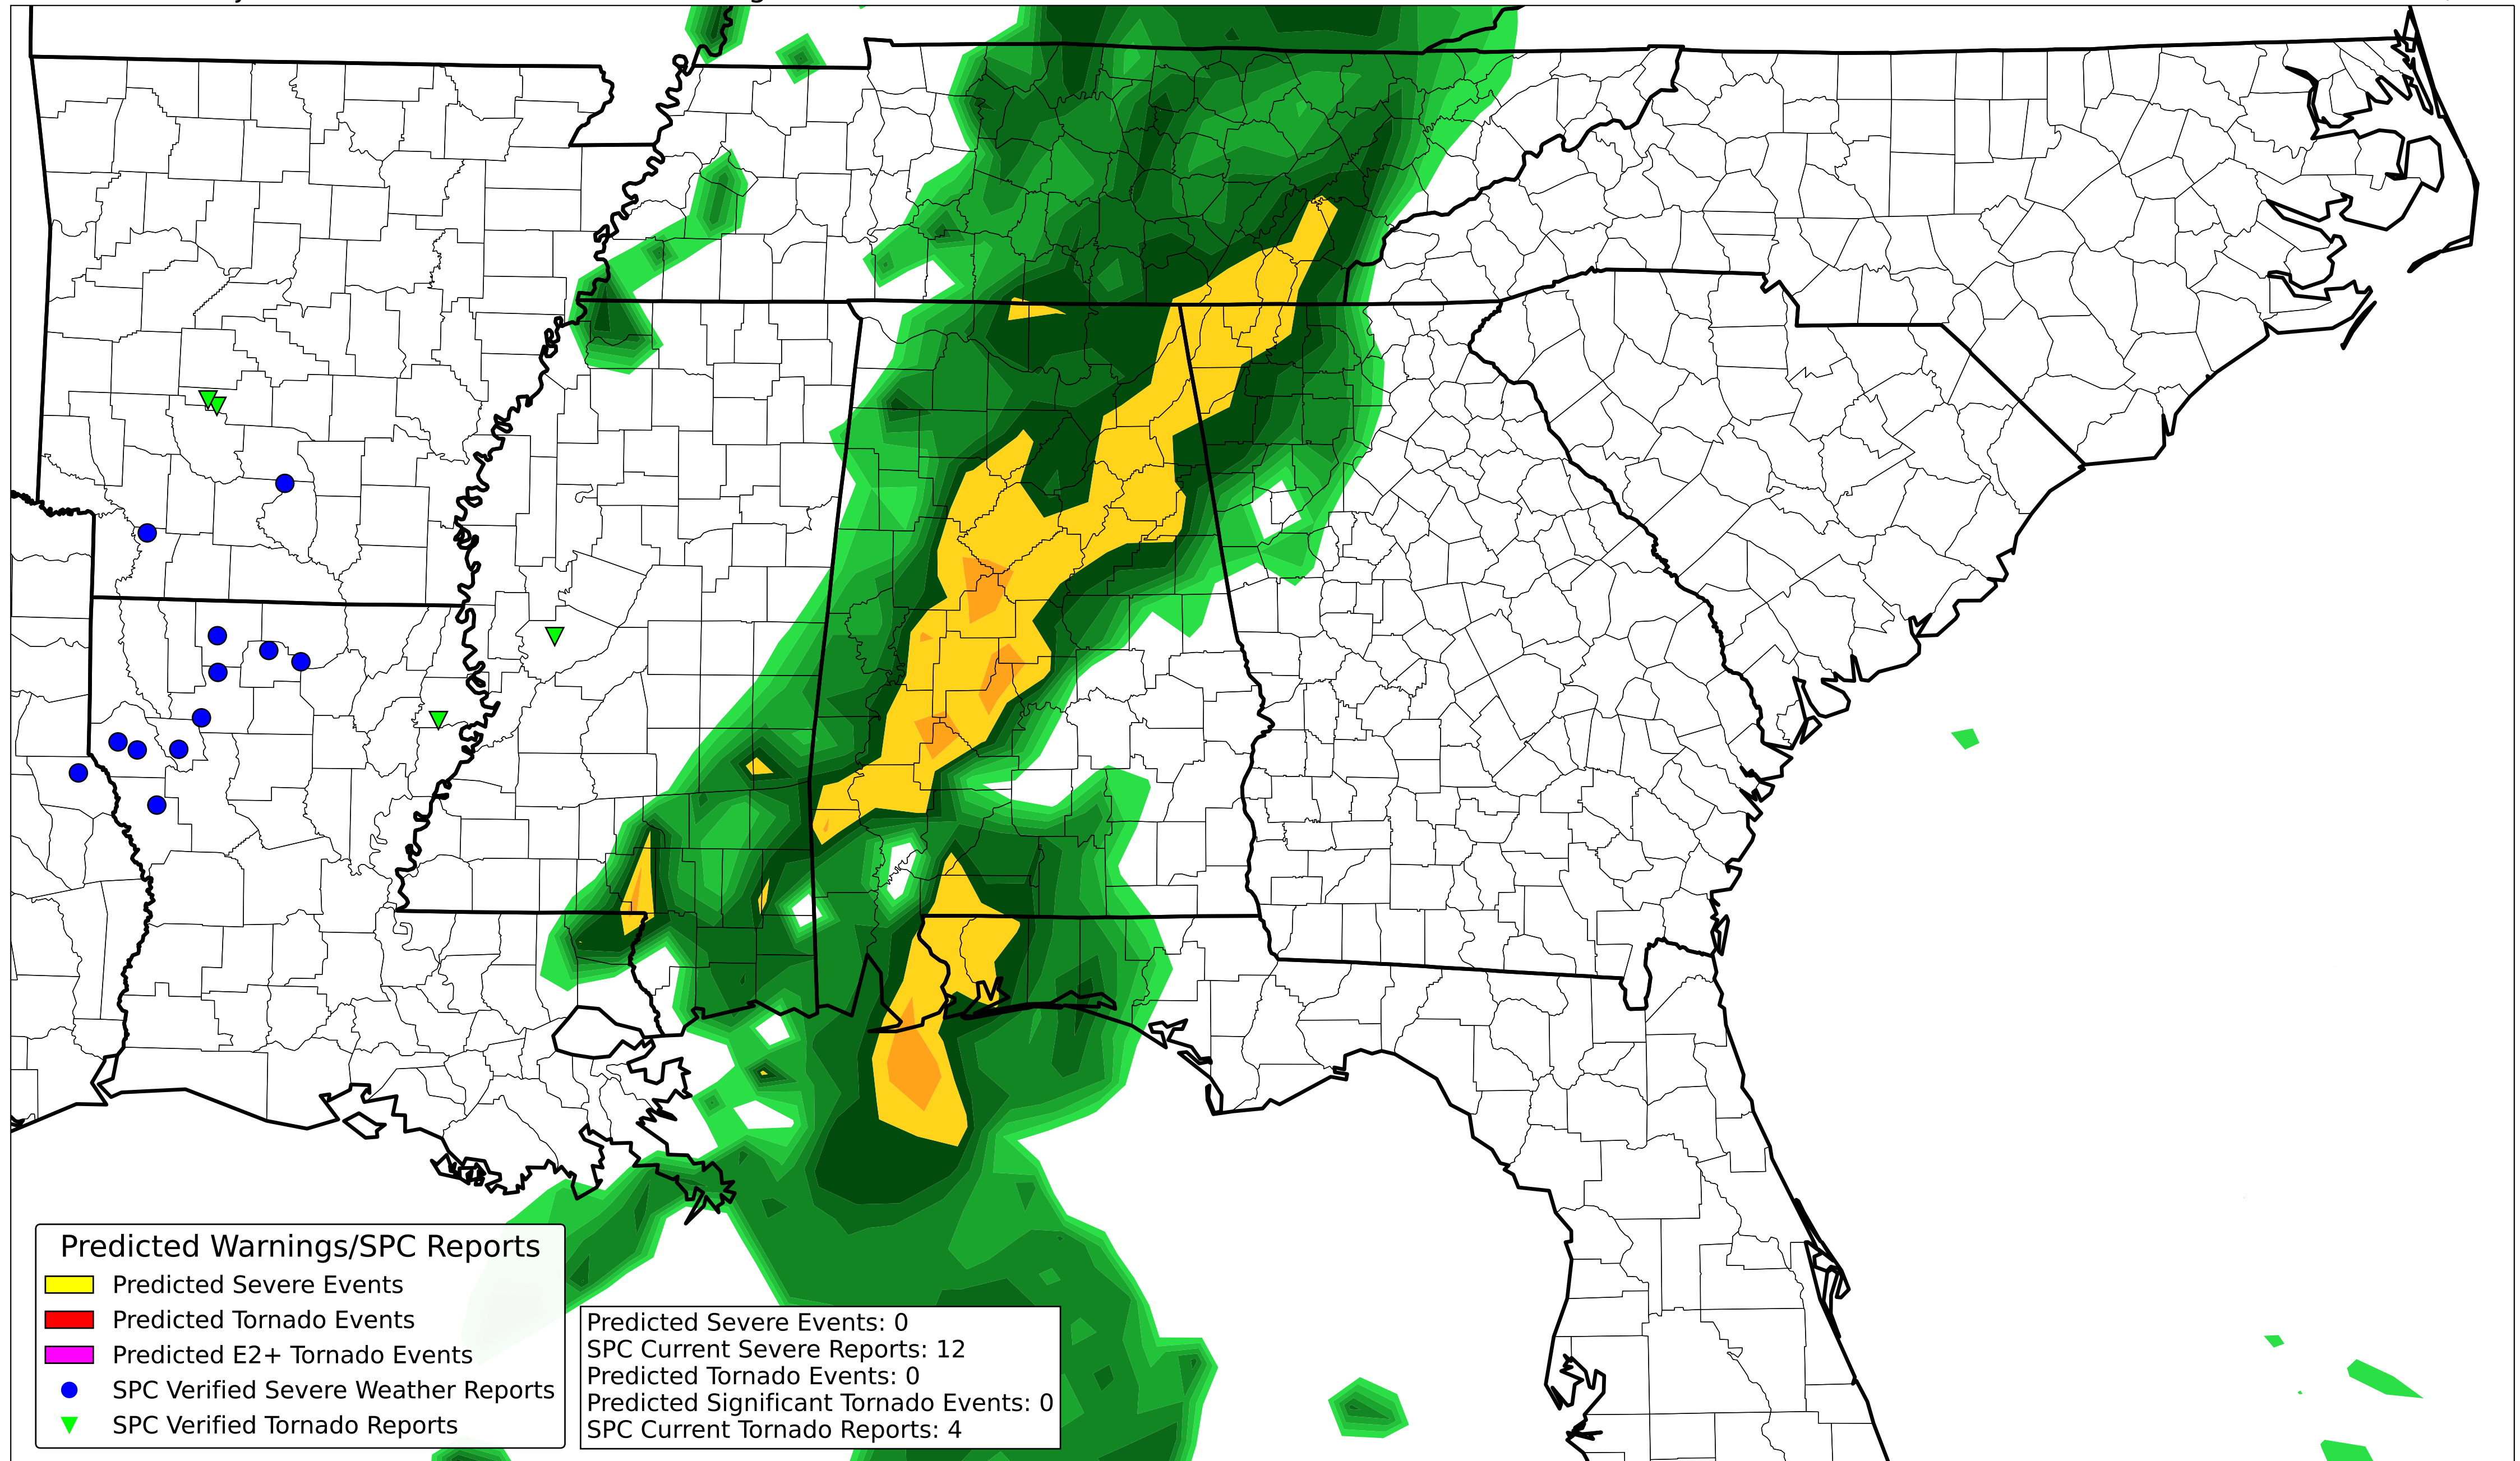 Predicted Warnings/SPC Reports
Predicted Severe Events
Predicted Tornado Events
Predicted E2+ Tornado Events
SPC Verified Severe Weather Reports
SPC Verified Tornado Reports
Predicted Severe Events: 0
SPC Current Severe Reports: 12
Predicted Tornado Events: 0
Predicted Significant Tornado Events: 0
SPC Current Tornado Reports: 4